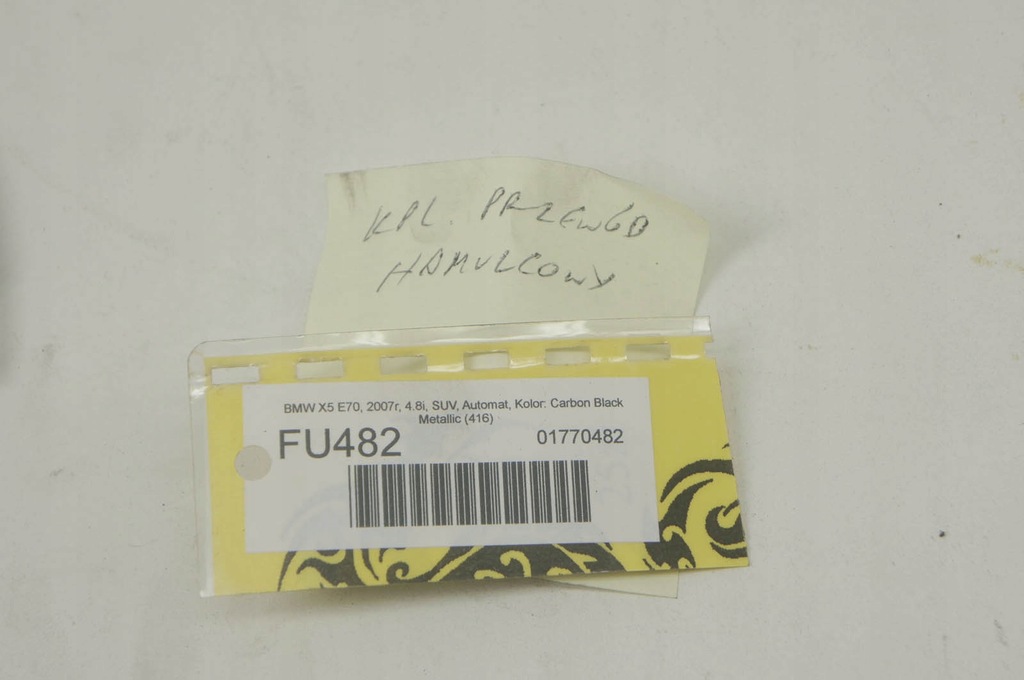 KPL. PRZEWÓD
HAMULCOWY
BMW X5 E70, 2007r, 4.8i, SUV, Automat, Kolor: Carbon Black
Metallic (416)
FU482
01770482